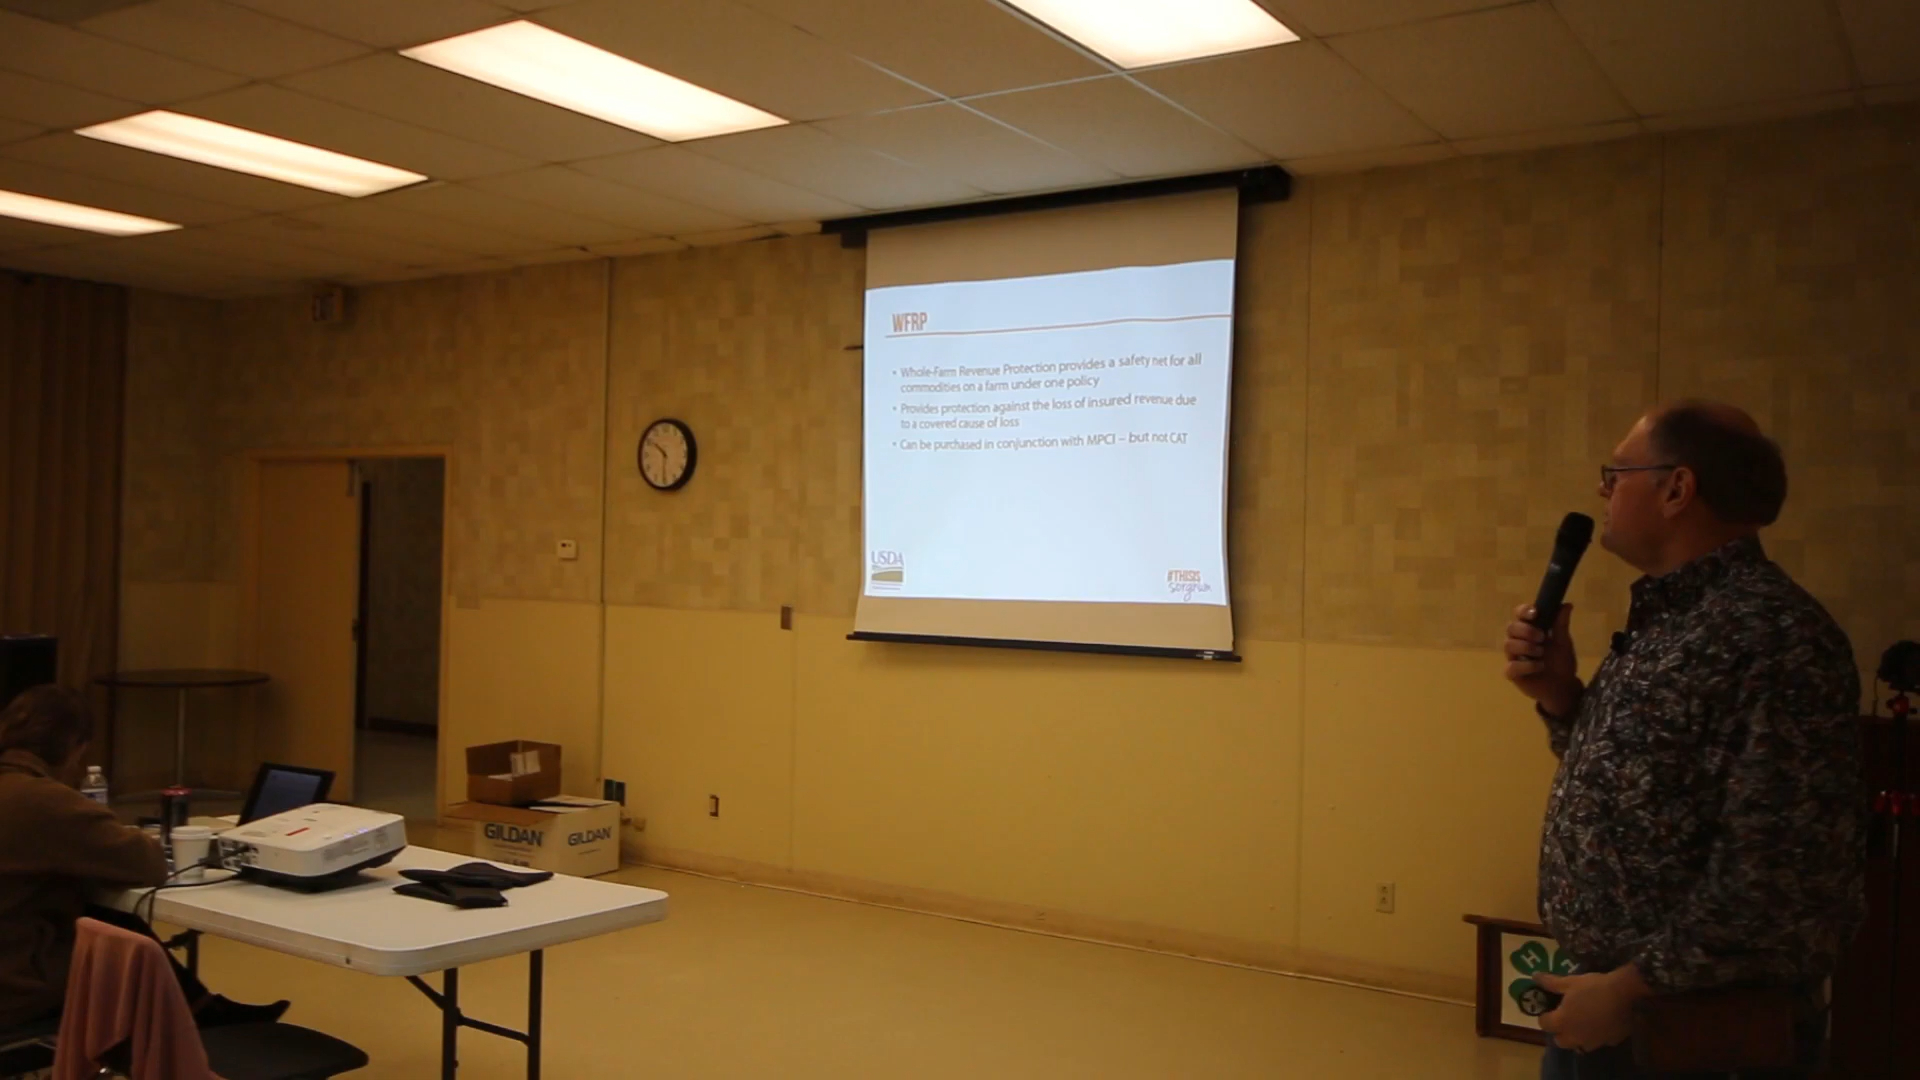 WFRP
• Whole-Farm Revenue Protection provides a safety net for all
commodities on a farm under one policy
• Provides protection against the loss of insured revenue due
to a covered cause of loss
• Can be purchased in conjunction with MPCI – but not CAT
USDA
#THISIS
sorghum
GILDAN
GILDAN
H
H